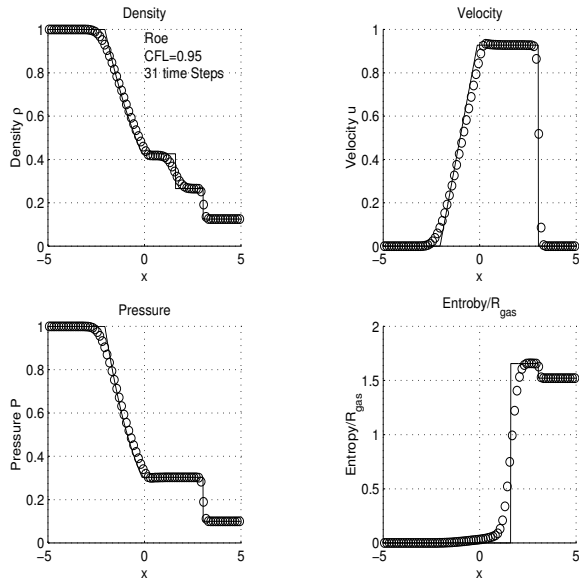 Density
Roe
CFL=0.95
31 time Steps
Density ρ
1
0.8
0.6
0.4
0.2
0
−5
0
5
x
Velocity
Velocity u
1
0.8
0.6
0.4
0.2
0
−5
0
5
x
Pressure
Pressure P
1
0.8
0.6
0.4
0.2
0
−5
0
5
x
Entroby/R_gas
Entropy/R_gas
2
1.5
1
0.5
0
−5
0
5
x